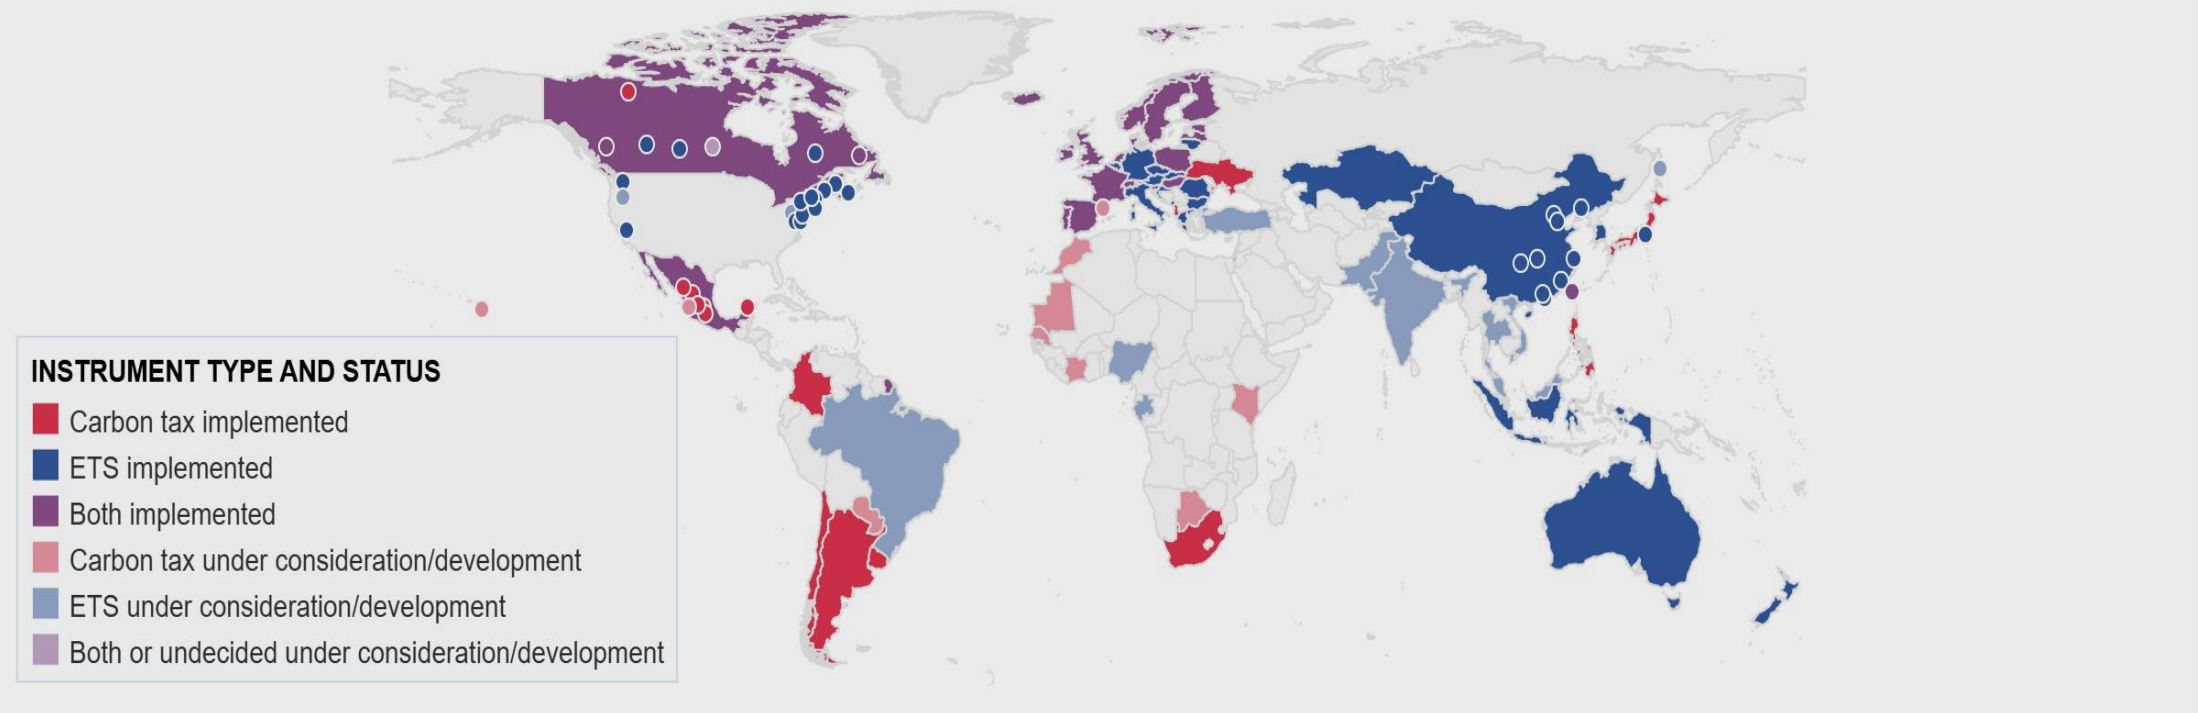 INSTRUMENT TYPE AND STATUS
Carbon tax implemented
ETS implemented
Both implemented
Carbon tax under consideration/development
ETS under consideration/development
Both or undecided under consideration/development